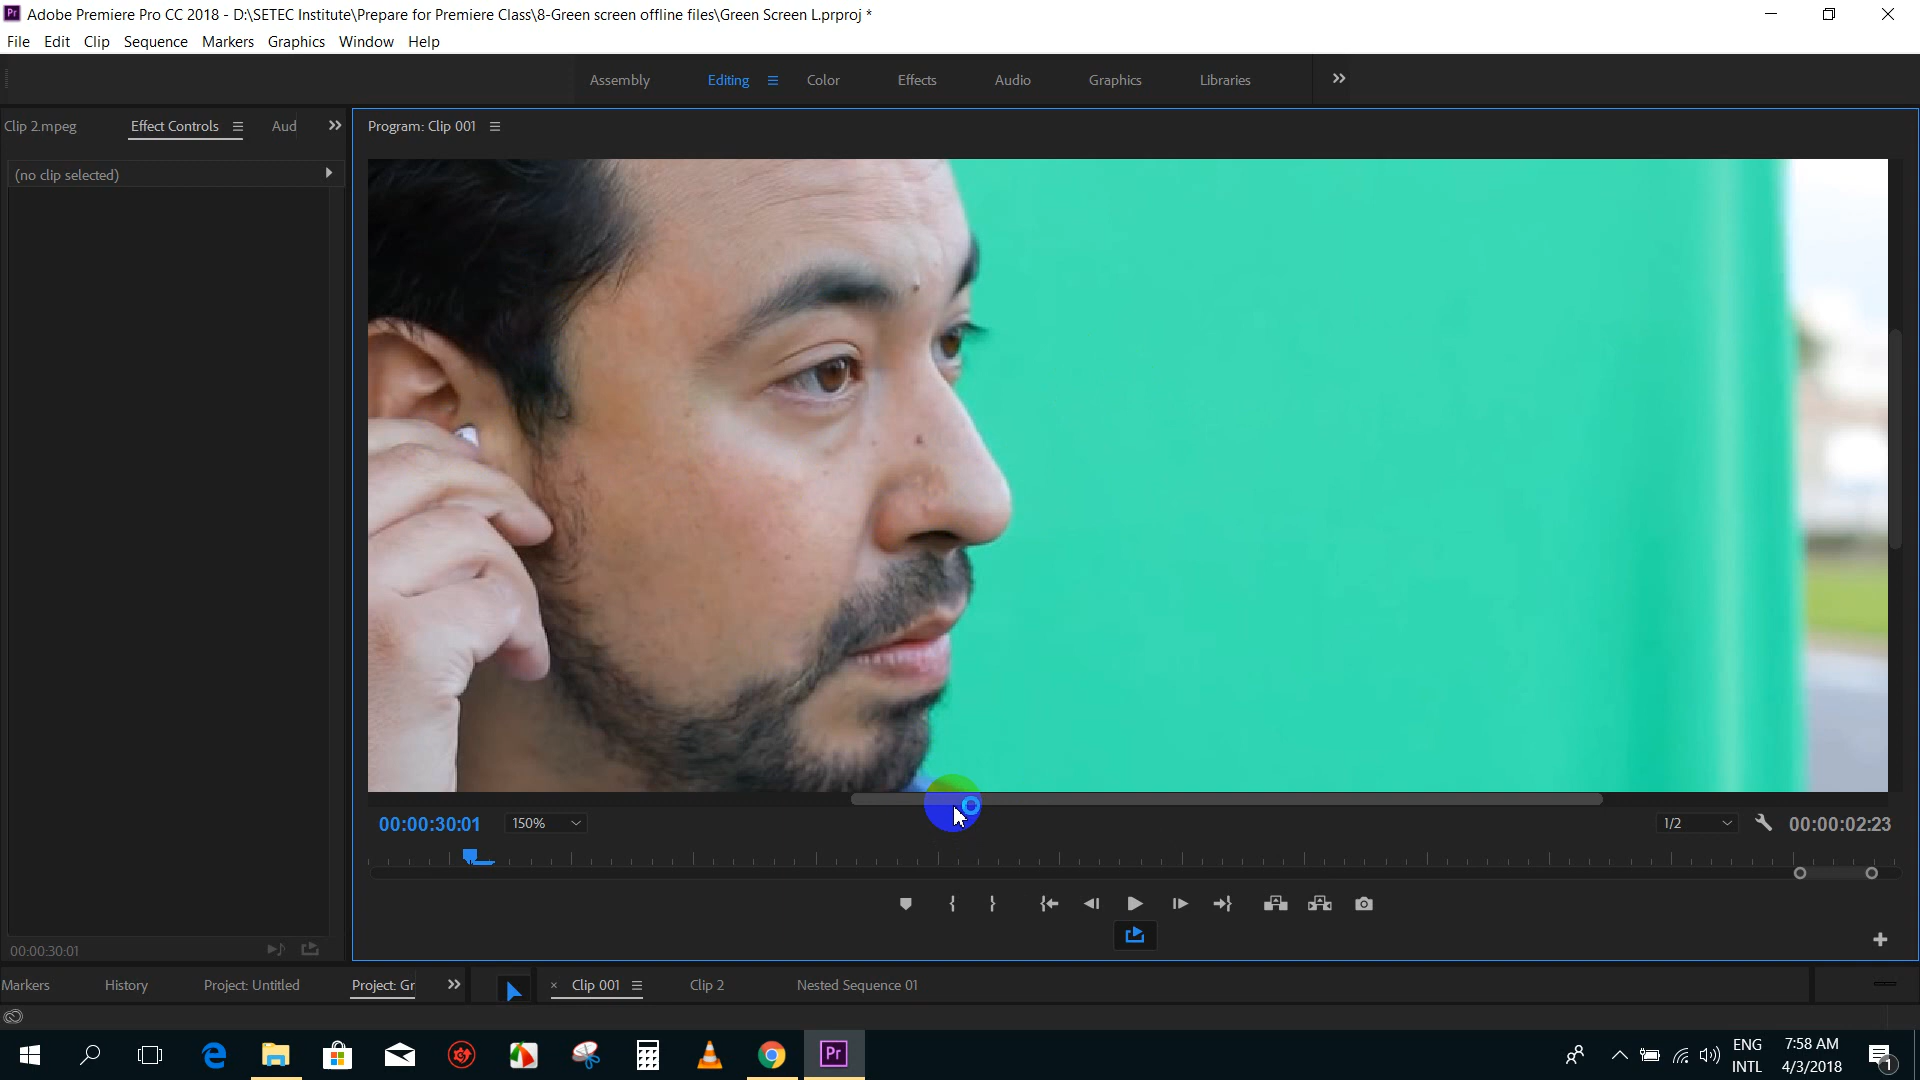 Pr Adobe Premiere Pro CC 2018 - D:\SETEC Institute\Prepare for Premiere Class\8-Green screen offline files\Green Screen L.prproj *
File Edit Clip Sequence Markers Graphics Window Help
Assembly Editing Color Effects Audio Graphics Libraries
Clip 2.mpeg Effect Controls Aud Program: Clip 001
(no clip selected)
00:00:30:01 150% 1/2 00:00:02:23
00:00:30:01
Markers History Project: Untitled Project: Gr × Clip 001 Clip 2 Nested Sequence 01
Pr ENG 7:58 AM
INTL 4/3/2018 1